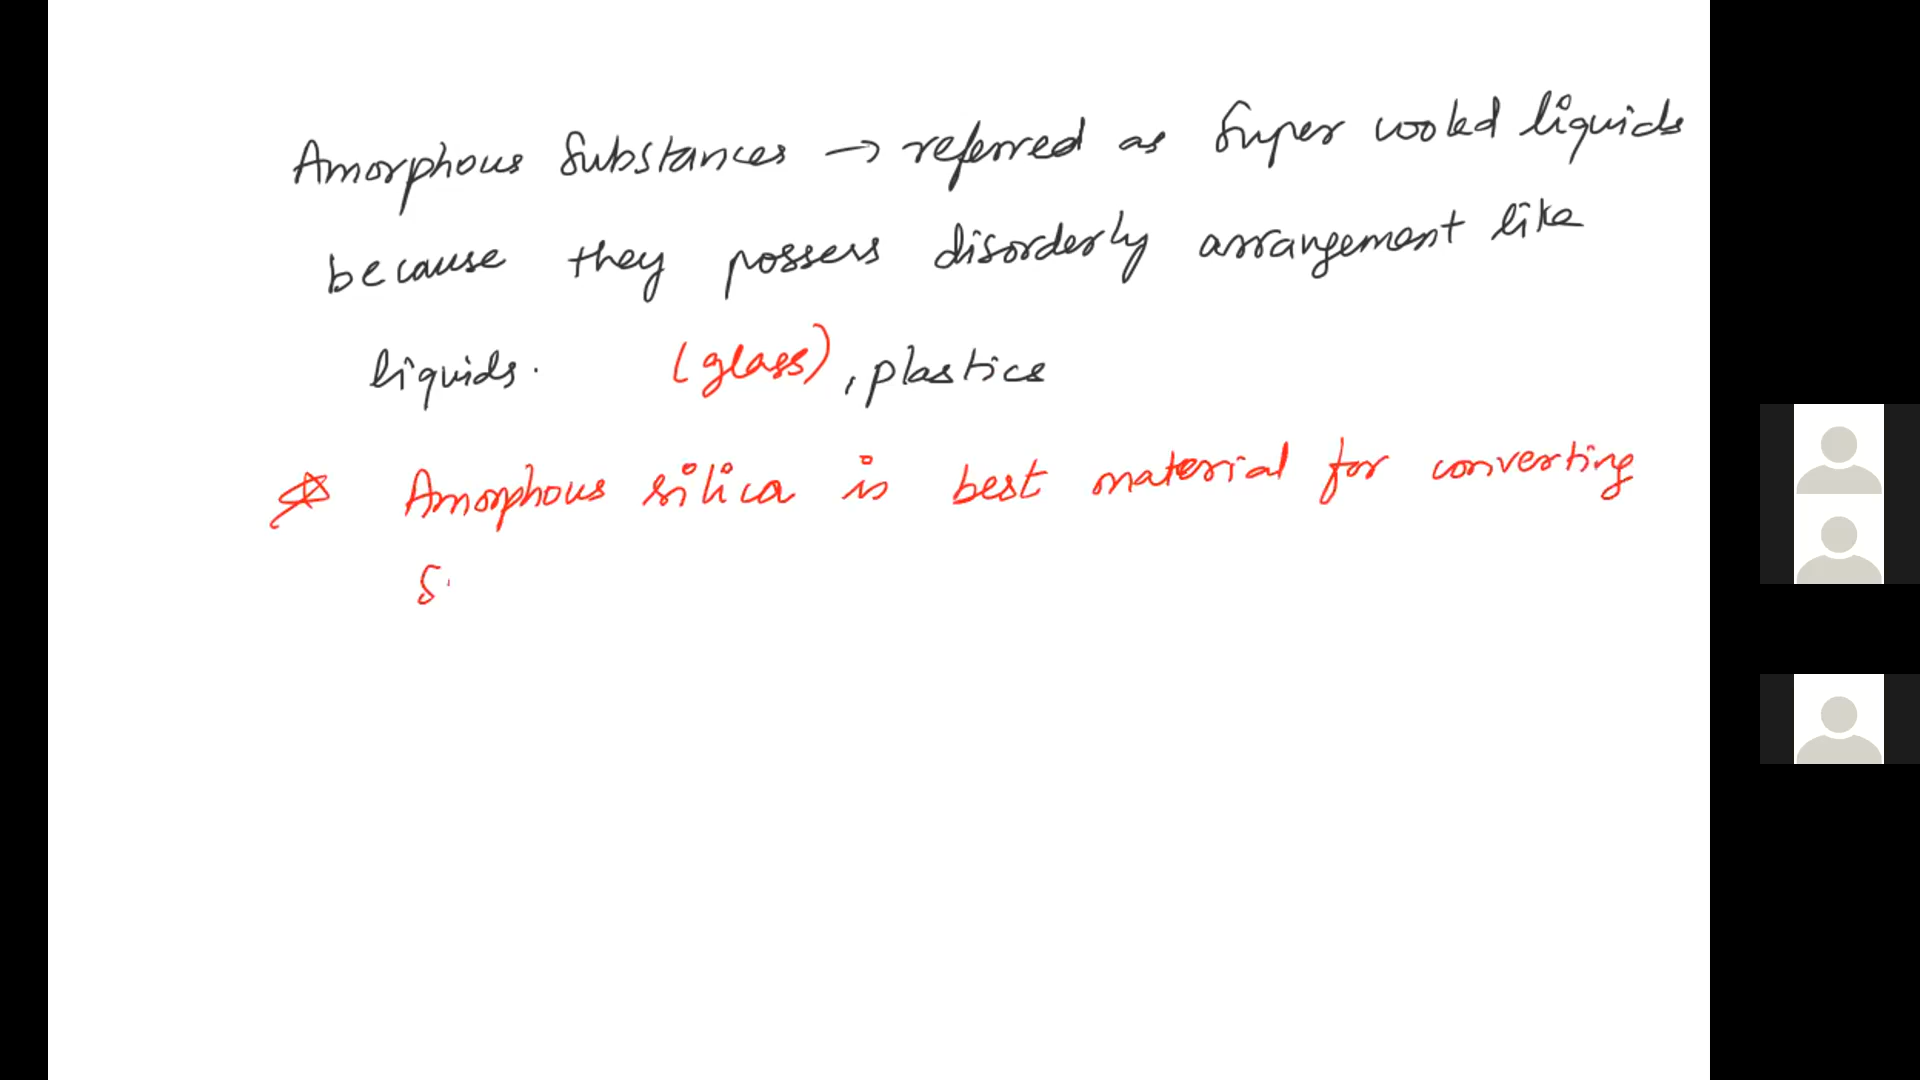 Amorphous Substances → referred as Super cooled liquids
because they possess disorderly arrangement like
liquids. (glass), plastics
☆ Amorphous silica is best material for converting
S